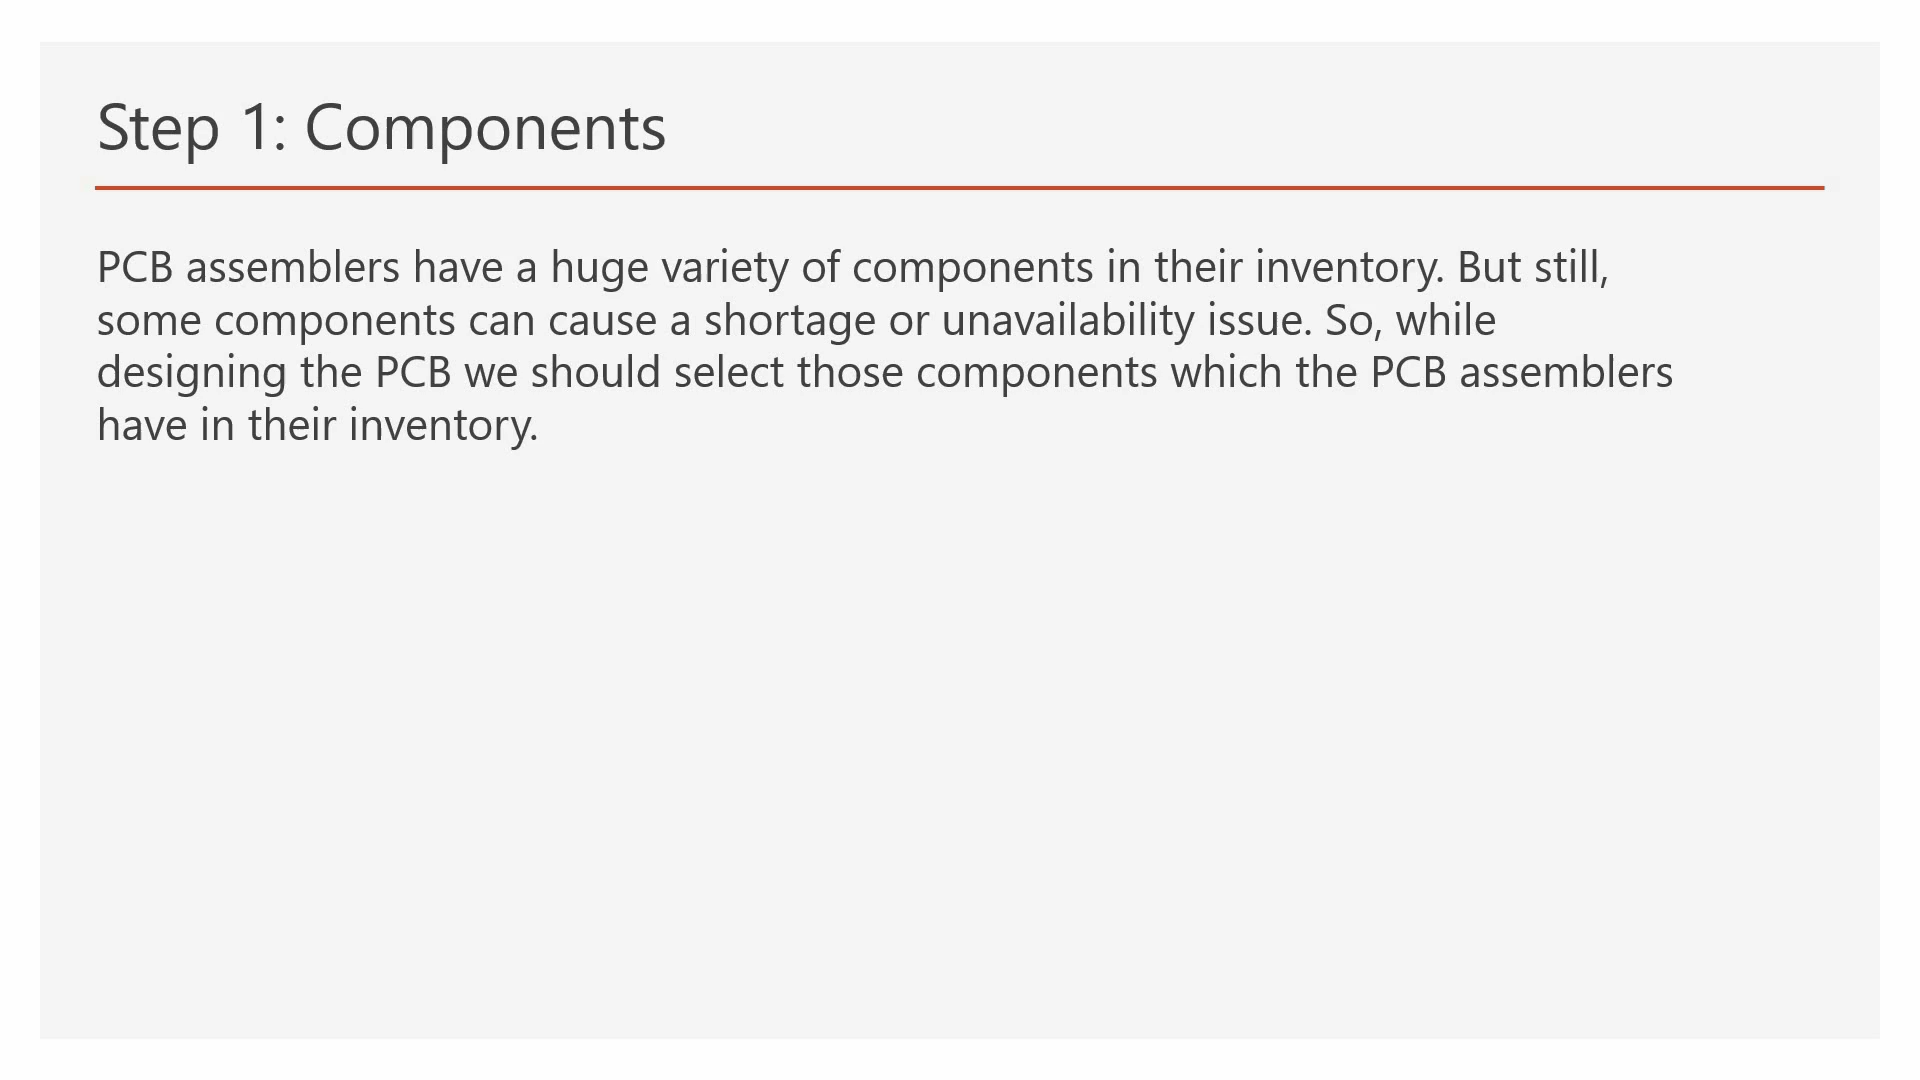 Step 1: Components
PCB assemblers have a huge variety of components in their inventory. But still,
some components can cause a shortage or unavailability issue. So, while
designing the PCB we should select those components which the PCB assemblers
have in their inventory.